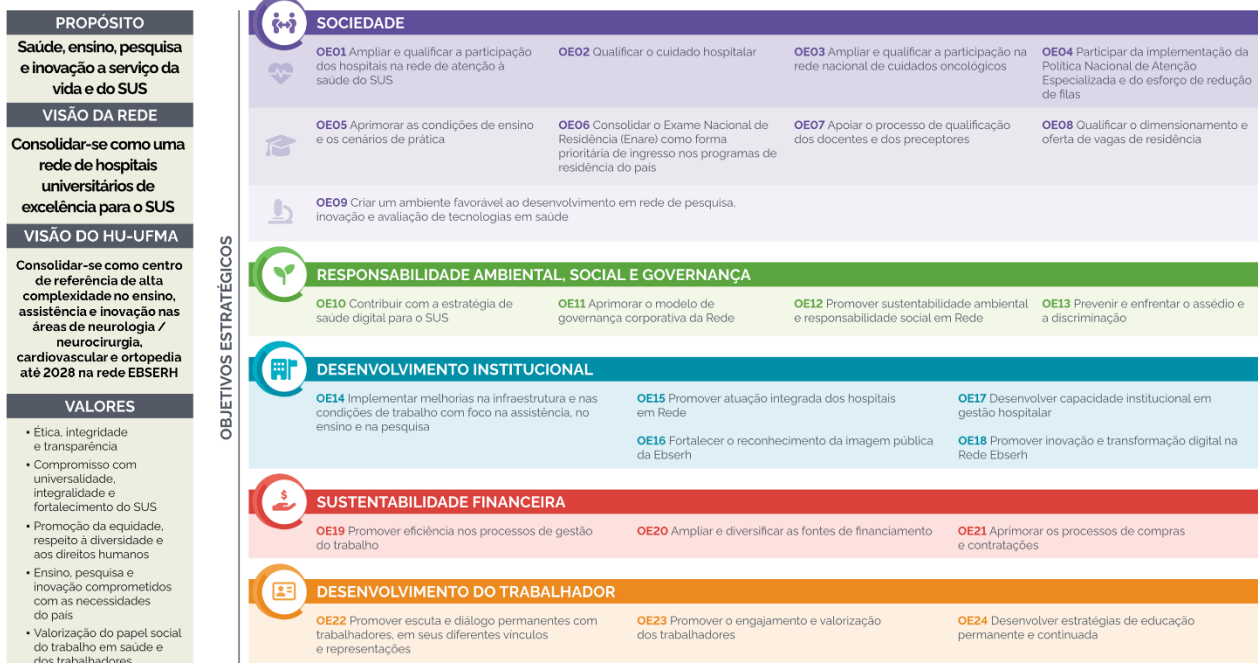 PROPÓSITO
Saúde, ensino, pesquisa
e inovação a serviço da
vida e do SUS
VISÃO DA REDE
Consolidar-se como uma
rede de hospitais
universitários de
excelência para o SUS
VISÃO DO HU-UFMA
Consolidar-se como centro
de referência de alta
complexidade no ensino,
assistência e inovação nas
áreas de neurologia /
neurocirurgia,
cardiovascular e ortopedia
até 2028 na rede EBSERH
VALORES
▪ Ética, integridade
e transparência
▪ Compromisso com
universalidade,
integralidade e
fortalecimento do SUS
▪ Promoção da equidade,
respeito à diversidade e
aos direitos humanos
▪ Ensino, pesquisa e
inovação comprometidos
com as necessidades
do país
▪ Valorização do papel social
do trabalho em saúde e
dos trabalhadores
OBJETIVOS ESTRATÉGICOS
SOCIEDADE
OE01 Ampliar e qualificar a participação
dos hospitais na rede de atenção à
saúde do SUS
OE02 Qualificar o cuidado hospitalar
OE03 Ampliar e qualificar a participação na
rede nacional de cuidados oncológicos
OE04 Participar da implementação da
Política Nacional de Atenção
Especializada e do esforço de redução
de filas
OE05 Aprimorar as condições de ensino
e os cenários de prática
OE06 Consolidar o Exame Nacional de
Residência (Enare) como forma
prioritária de ingresso nos programas de
residência do país
OE07 Apoiar o processo de qualificação
dos docentes e dos preceptores
OE08 Qualificar o dimensionamento e
oferta de vagas de residência
OE09 Criar um ambiente favorável ao desenvolvimento em rede de pesquisa,
inovação e avaliação de tecnologias em saúde
RESPONSABILIDADE AMBIENTAL, SOCIAL E GOVERNANÇA
OE10 Contribuir com a estratégia de
saúde digital para o SUS
OE11 Aprimorar o modelo de
governança corporativa da Rede
OE12 Promover sustentabilidade ambiental
e responsabilidade social em Rede
OE13 Prevenir e enfrentar o assédio e
a discriminação
DESENVOLVIMENTO INSTITUCIONAL
OE14 Implementar melhorias na infraestrutura e nas
condições de trabalho com foco na assistência, no
ensino e na pesquisa
OE15 Promover atuação integrada dos hospitais
em Rede
OE16 Fortalecer o reconhecimento da imagem pública
da Ebserh
OE17 Desenvolver capacidade institucional em
gestão hospitalar
OE18 Promover inovação e transformação digital na
Rede Ebserh
$
SUSTENTABILIDADE FINANCEIRA
OE19 Promover eficiência nos processos de gestão
do trabalho
OE20 Ampliar e diversificar as fontes de financiamento
OE21 Aprimorar os processos de compras
e contratações
DESENVOLVIMENTO DO TRABALHADOR
OE22 Promover escuta e diálogo permanentes com
trabalhadores, em seus diferentes vínculos
e representações
OE23 Promover o engajamento e valorização
dos trabalhadores
OE24 Desenvolver estratégias de educação
permanente e continuada